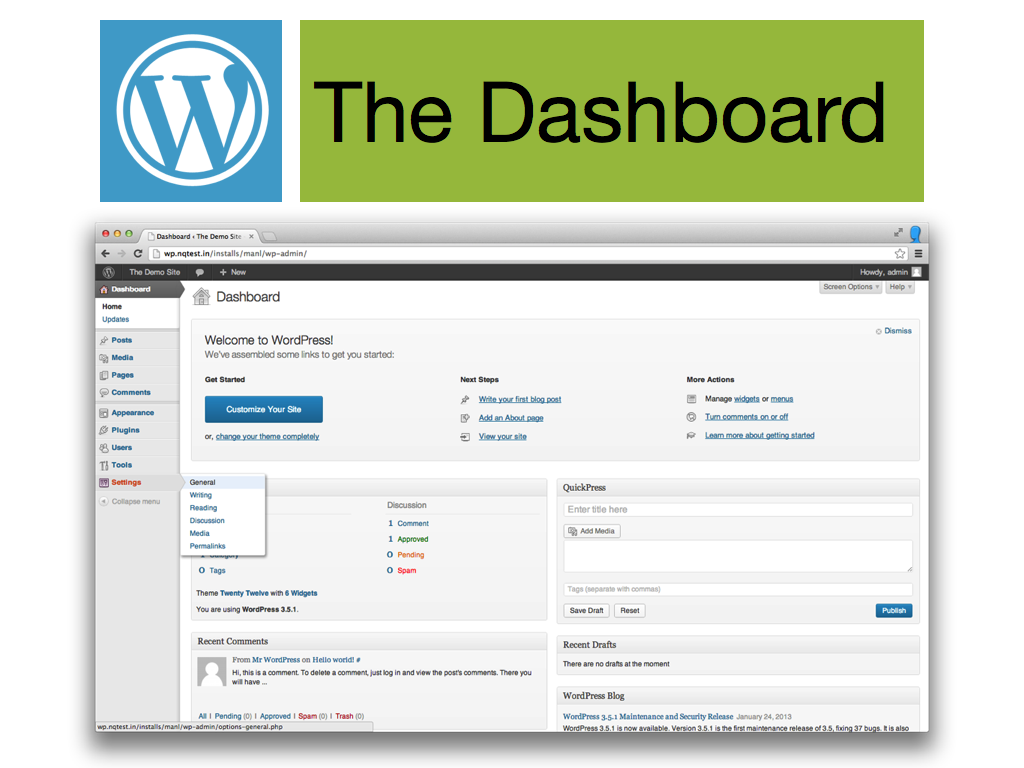 The Dashboard
Dashboard ‹ The Demo Site
wp.nqtest.in/installs/manl/wp-admin/
The Demo Site + New Howdy, admin
Dashboard
Home
Updates
Posts
Media
Pages
Comments
Appearance
Plugins
Users
Tools
Settings
Collapse menu
General
Writing
Reading
Discussion
Media
Permalinks
Screen Options Help
Dashboard
Dismiss
Welcome to WordPress!
We've assembled some links to get you started:
Get Started
Customize Your Site
or, change your theme completely
Next Steps
Write your first blog post
Add an About page
View your site
More Actions
Manage widgets or menus
Turn comments on or off
Learn more about getting started
Discussion
1 Comment
1 Approved
0 Pending
0 Spam
0 Tags
Theme Twenty Twelve with 6 Widgets
You are using WordPress 3.5.1.
Recent Comments
From Mr WordPress on Hello world! #
Hi, this is a comment. To delete a comment, just log in and view the post's comments. There you
will have ...
All | Pending (0) | Approved | Spam (0) | Trash (0)
QuickPress
Enter title here
Add Media
Tags (separate with commas)
Save Draft Reset Publish
Recent Drafts
There are no drafts at the moment
WordPress Blog
WordPress 3.5.1 Maintenance and Security Release January 24, 2013
WordPress 3.5.1 is now available. Version 3.5.1 is the first maintenance release of 3.5, fixing 37 bugs. It is also
wp.nqtest.in/installs/manl/wp-admin/options-general.php